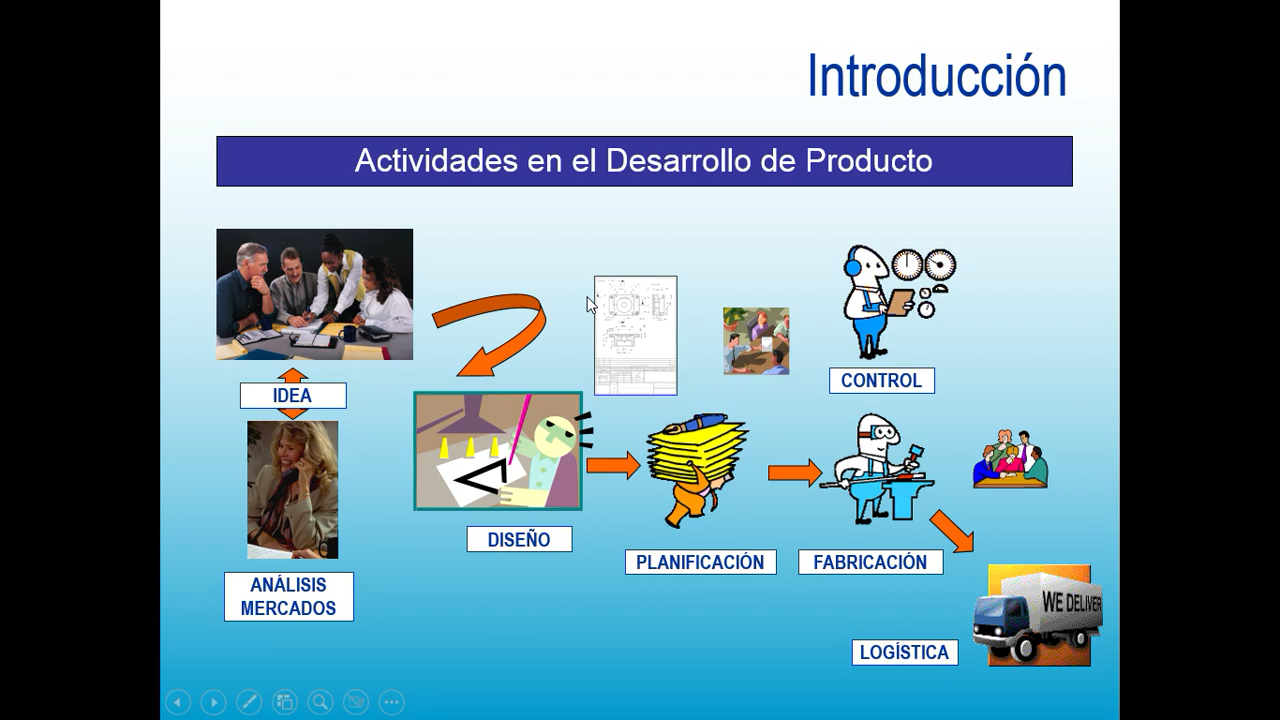 Introducción
Actividades en el Desarrollo de Producto
IDEA
ANÁLISIS
MERCADOS
DISEÑO
PLANIFICACIÓN
CONTROL
FABRICACIÓN
LOGÍSTICA
WE DELIVER